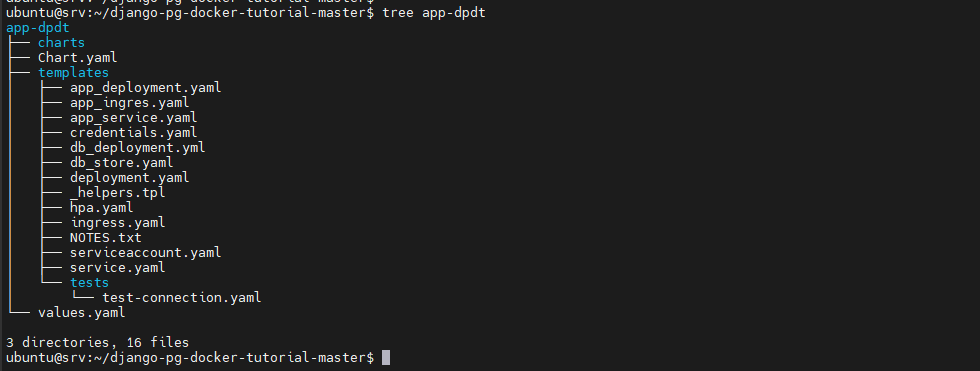 ubuntu@srv:~/django-pg-docker-tutorial-master$
ubuntu@srv:~/django-pg-docker-tutorial-master$ tree app-dpdt
app-dpdt
├── charts
├── Chart.yaml
├── templates
│   ├── app_deployment.yaml
│   ├── app_ingres.yaml
│   ├── app_service.yaml
│   ├── credentials.yaml
│   ├── db_deployment.yml
│   ├── db_store.yaml
│   ├── deployment.yaml
│   ├── _helpers.tpl
│   ├── hpa.yaml
│   ├── ingress.yaml
│   ├── NOTES.txt
│   ├── serviceaccount.yaml
│   ├── service.yaml
│   └── tests
│       └── test-connection.yaml
└── values.yaml

3 directories, 16 files
ubuntu@srv:~/django-pg-docker-tutorial-master$